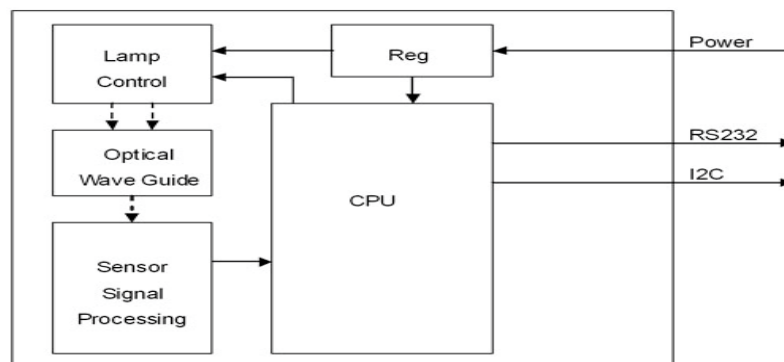 Lamp
Control
Reg
Power
Optical
Wave Guide
CPU
RS232
I2C
Sensor
Signal
Processing